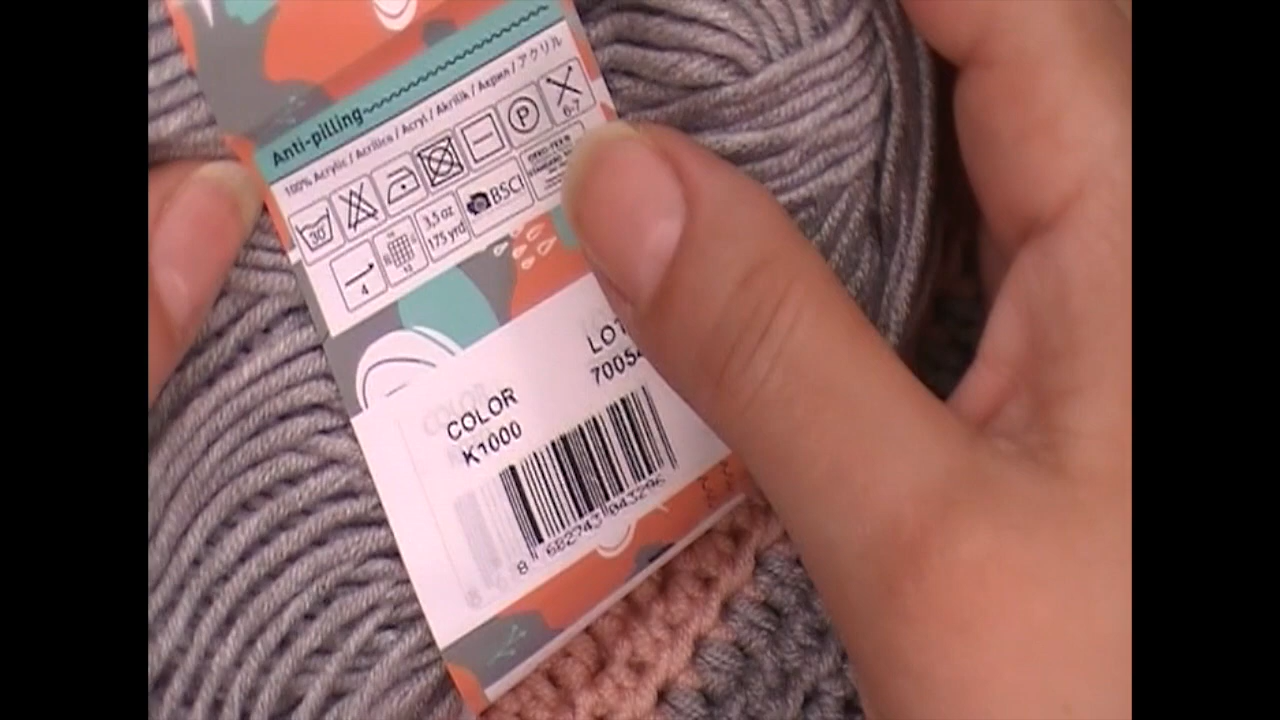 Anti-pilling
100% Acrylic / Acrilico / Acryl / Akrilik / Акрил / アクリル
30° P 6-7
4 3,5 oz 175 yrd BSCI
COLOR
K1000
LOT
7005
8 682743 043296